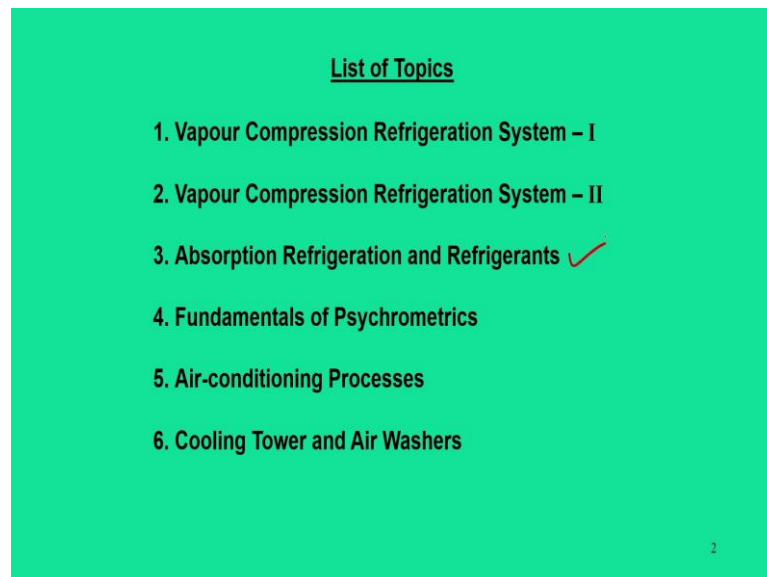 List of Topics
1. Vapour Compression Refrigeration System – I
2. Vapour Compression Refrigeration System – II
3. Absorption Refrigeration and Refrigerants
4. Fundamentals of Psychrometrics
5. Air-conditioning Processes
6. Cooling Tower and Air Washers
2